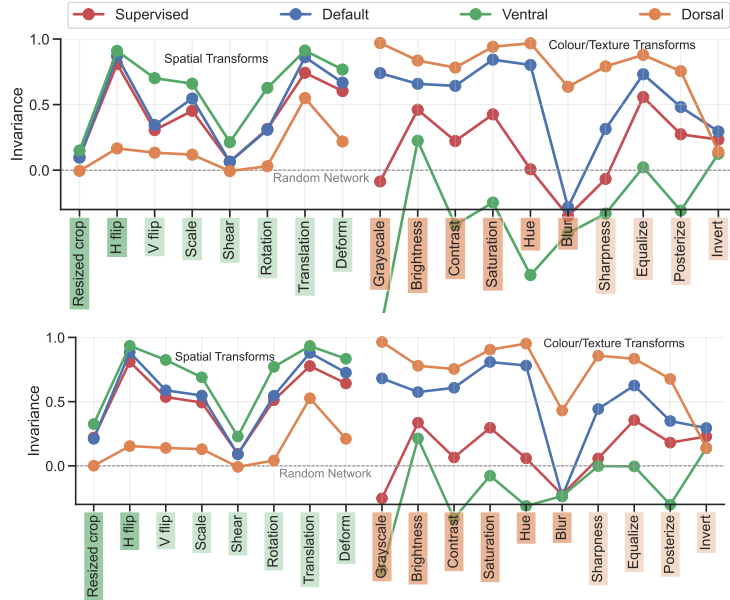 Supervised Default Ventral Dorsal
1.0
Spatial Transforms
Colour/Texture Transforms
Invariance
0.5
0.0
Random Network
Resized crop
H flip
V flip
Scale
Shear
Rotation
Translation
Deform
Grayscale
Brightness
Contrast
Saturation
Hue
Blur
Sharpness
Equalize
Posterize
Invert
1.0
Spatial Transforms
Colour/Texture Transforms
Invariance
0.5
0.0
Random Network
Resized crop
H flip
V flip
Scale
Shear
Rotation
Translation
Deform
Grayscale
Brightness
Contrast
Saturation
Hue
Blur
Sharpness
Equalize
Posterize
Invert